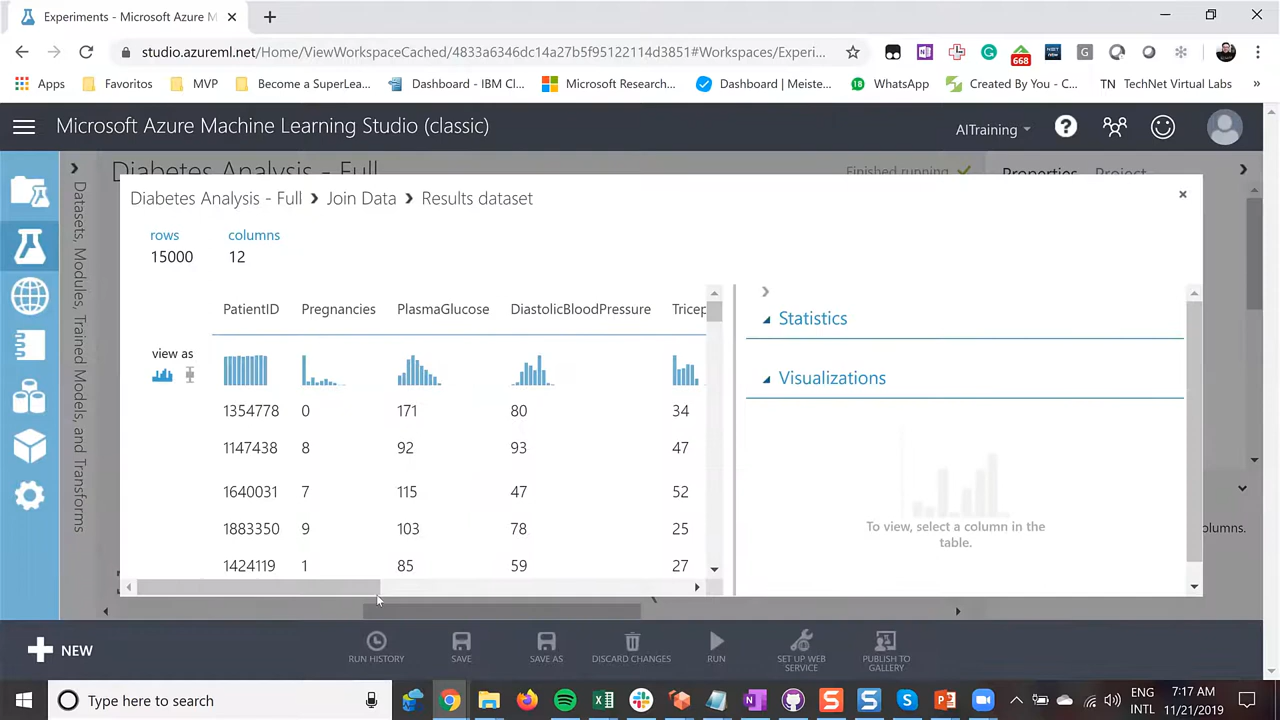 Experiments - Microsoft Azure M
studio.azureml.net/Home/ViewWorkspaceCached/4833a6346dc14a27b5f95122114d3851#Workspaces/Experi...
668
Apps
Favoritos
MVP
Become a SuperLea...
Dashboard - IBM Cl...
Microsoft Research...
Dashboard | Meiste...
18
WhatsApp
Created By You - C...
TN TechNet Virtual Labs
Microsoft Azure Machine Learning Studio (classic)
AITraining
Diabetes Analysis - Full
Finished running
Properties
Project
Datasets, Modules, Trained Models, and Transforms
Diabetes Analysis - Full
Join Data
Results dataset
rows columns
15000 12
PatientID Pregnancies PlasmaGlucose DiastolicBloodPressure Tricep
view as
1354778 0 171 80 34
1147438 8 92 93 47
1640031 7 115 47 52
1883350 9 103 78 25
1424119 1 85 59 27
Statistics
Visualizations
To view, select a column in the
table.
olumns.
NEW
RUN HISTORY
SAVE
SAVE AS
DISCARD CHANGES
RUN
SET UP WEB
SERVICE
PUBLISH TO
GALLERY
Type here to search
ENG
INTL
7:17 AM
11/21/2019